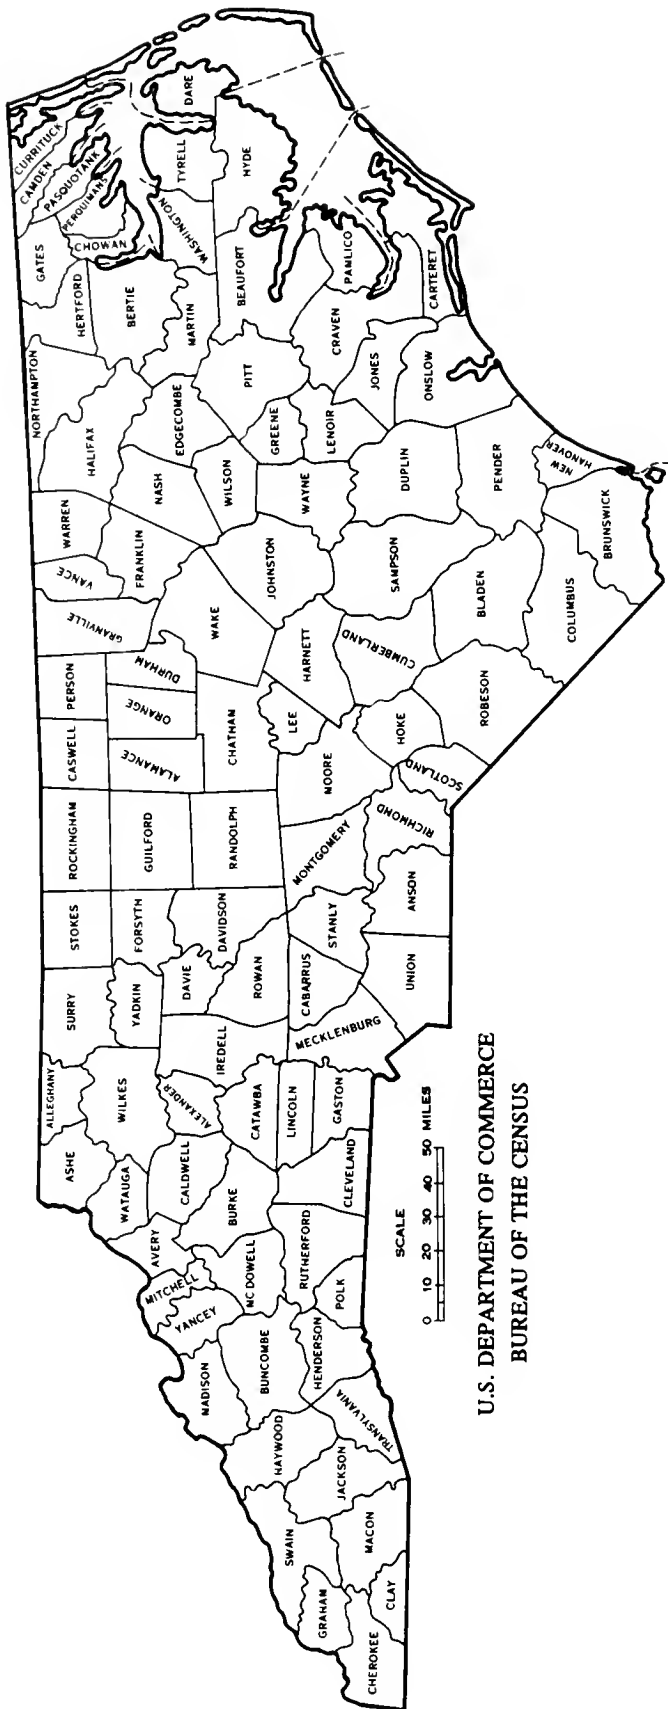 CURRITUCK
CAMDEN
PASQUOTANK
PERQUIMANS
GATES
CHOWAN
HERTFORD
NORTHAMPTON
BERTIE
HALIFAX
WARREN
VANCE
GRANVILLE
PERSON
CASWELL
ROCKINGHAM
STOKES
SURRY
ALLEGHANY
ASHE
DARE
TYRELL
WASHINGTON
MARTIN
EDGECOMBE
NASH
FRANKLIN
DURHAM
ORANGE
ALAMANCE
GUILFORD
FORSYTH
YADKIN
WILKES
WATAUGA
AVERY
MITCHELL
YANCEY
MADISON
HYDE
BEAUFORT
PITT
GREENE
WILSON
WAYNE
JOHNSTON
WAKE
CHATHAM
RANDOLPH
DAVIDSON
DAVIE
ROWAN
IREDELL
ALEXANDER
CALDWELL
CATAWBA
BURKE
MC DOWELL
BUNCOMBE
HAYWOOD
SWAIN
GRAHAM
CHEROKEE
PAMLICO
CRAVEN
LENOIR
JONES
CARTERET
ONSLOW
DUPLIN
SAMPSON
HARNETT
LEE
MOORE
MONTGOMERY
STANLY
CABARRUS
MECKLENBURG
LINCOLN
GASTON
CLEVELAND
RUTHERFORD
POLK
HENDERSON
TRANSYLVANIA
JACKSON
MACON
CLAY
PENDER
NEW
HANOVER
BRUNSWICK
COLUMBUS
BLADEN
CUMBERLAND
ROBESON
HOKE
SCOTLAND
RICHMOND
ANSON
UNION
SCALE
0 10 20 30 40 50 MILES
U.S. DEPARTMENT OF COMMERCE
BUREAU OF THE CENSUS